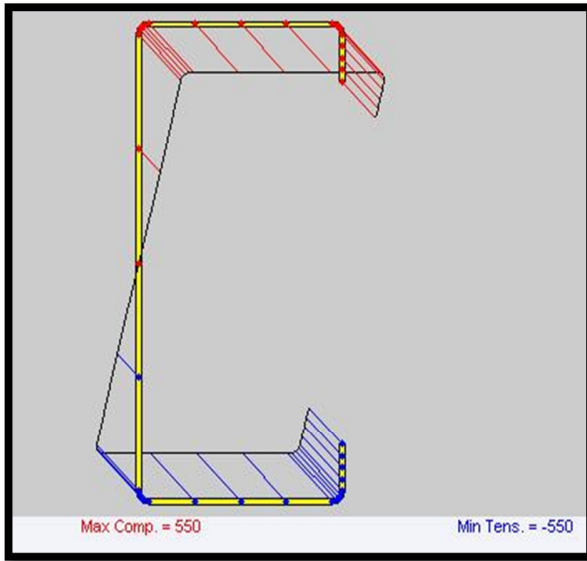 Max Comp. = 550 Min Tens. = -550